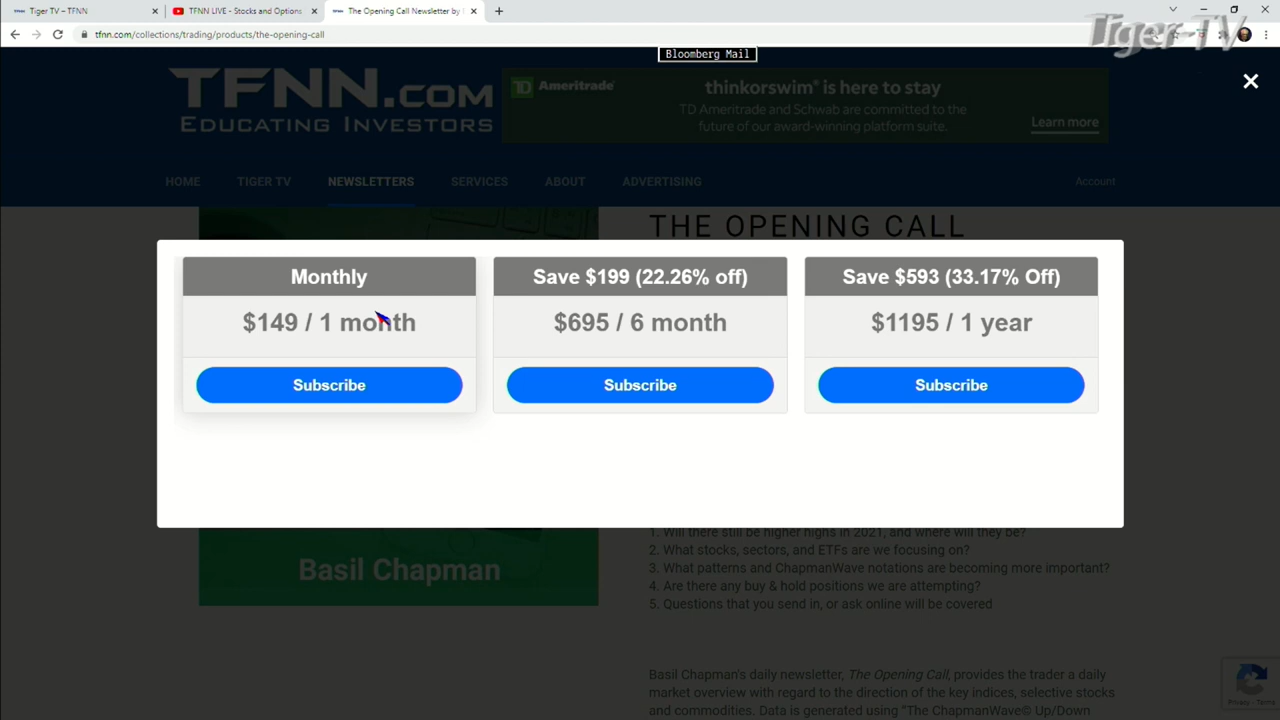 Tiger TV – TFNN
TFNN LIVE - Stocks and Options
The Opening Call Newsletter by T
tfnn.com/collections/trading/products/the-opening-call
Tiger TV
Bloomberg Mail
TFNN.COM
EDUCATING INVESTORS
TD Ameritrade
thinkorswim® is here to stay
TD Ameritrade and Schwab are committed to the
future of our award-winning platform suite.
Learn more
HOME TIGER TV NEWSLETTERS SERVICES ABOUT ADVERTISING Account
THE OPENING CALL
Monthly
$149 / 1 month
Subscribe
Save $199 (22.26% off)
$695 / 6 month
Subscribe
Save $593 (33.17% Off)
$1195 / 1 year
Subscribe
Basil Chapman
1. Will there still be higher highs in 2021, and where will they be?
2. What stocks, sectors, and ETFs are we focusing on?
3. What patterns and ChapmanWave notations are becoming more important?
4. Are there any buy & hold positions we are attempting?
5. Questions that you send in, or ask online will be covered
Basil Chapman's daily newsletter, The Opening Call, provides the trader a daily
market overview with regard to the direction of the key indices, selective stocks
and commodities. Data is generated using "The ChapmanWave© Up/Down
Privacy - Terms